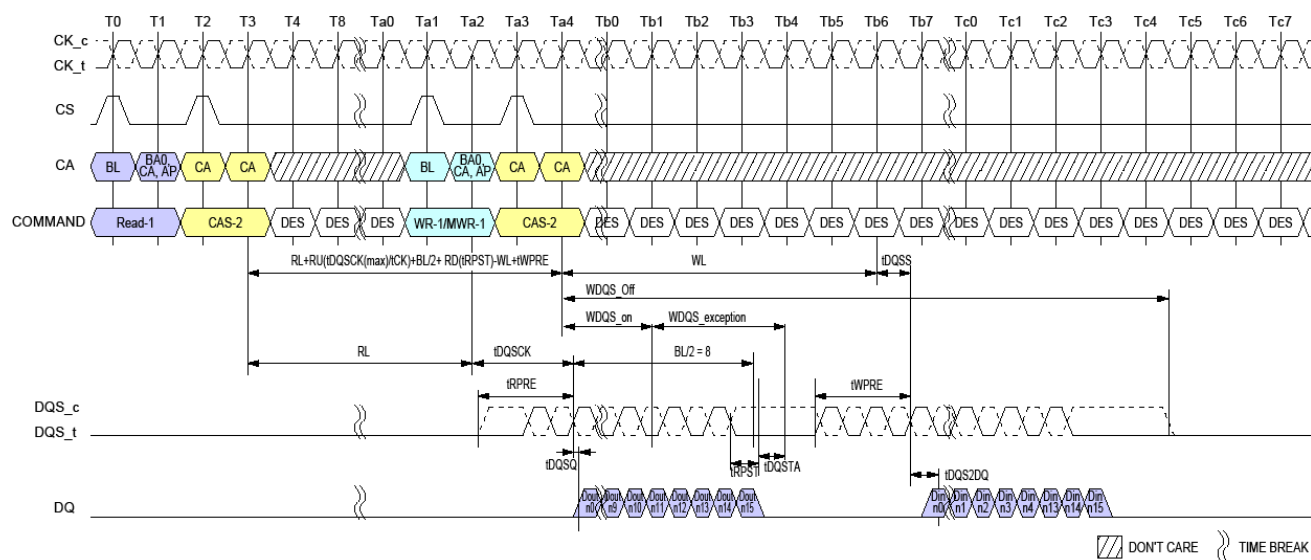 T0 T1 T2 T3 T4 T8 Ta0 Ta1 Ta2 Ta3 Ta4 Tb0 Tb1 Tb2 Tb3 Tb4 Tb5 Tb6 Tb7 Tc0 Tc1 Tc2 Tc3 Tc4 Tc5 Tc6 Tc7
CK_c
CK_t
CS
CA BL BA0, CA, AP CA CA BL BA0, CA, AP CA CA
COMMAND Read-1 CAS-2 DES DES DES WR-1/MWR-1 CAS-2 DES DES DES DES DES DES DES DES DES DES DES DES DES DES DES DES
RL+RU(tDQSCK(max)/tCK)+BL/2+ RD(tRPST)-WL+tWPRE WL tDQSS
WDQS_Off
WDQS_on WDQS_exception
RL tDQSCK BL/2 = 8
tRPRE tWPRE
DQS_c
DQS_t
tDQSQ tRPST tDQSTA tDQS2DQ
DQ Dout n0 Dout n9 Dout n10 Dout n11 Dout n12 Dout n13 Dout n14 Dout n15 Din n0 Din n1 Din n2 Din n3 Din n4 Din n13 Din n14 Din n15
DON'T CARE TIME BREAK